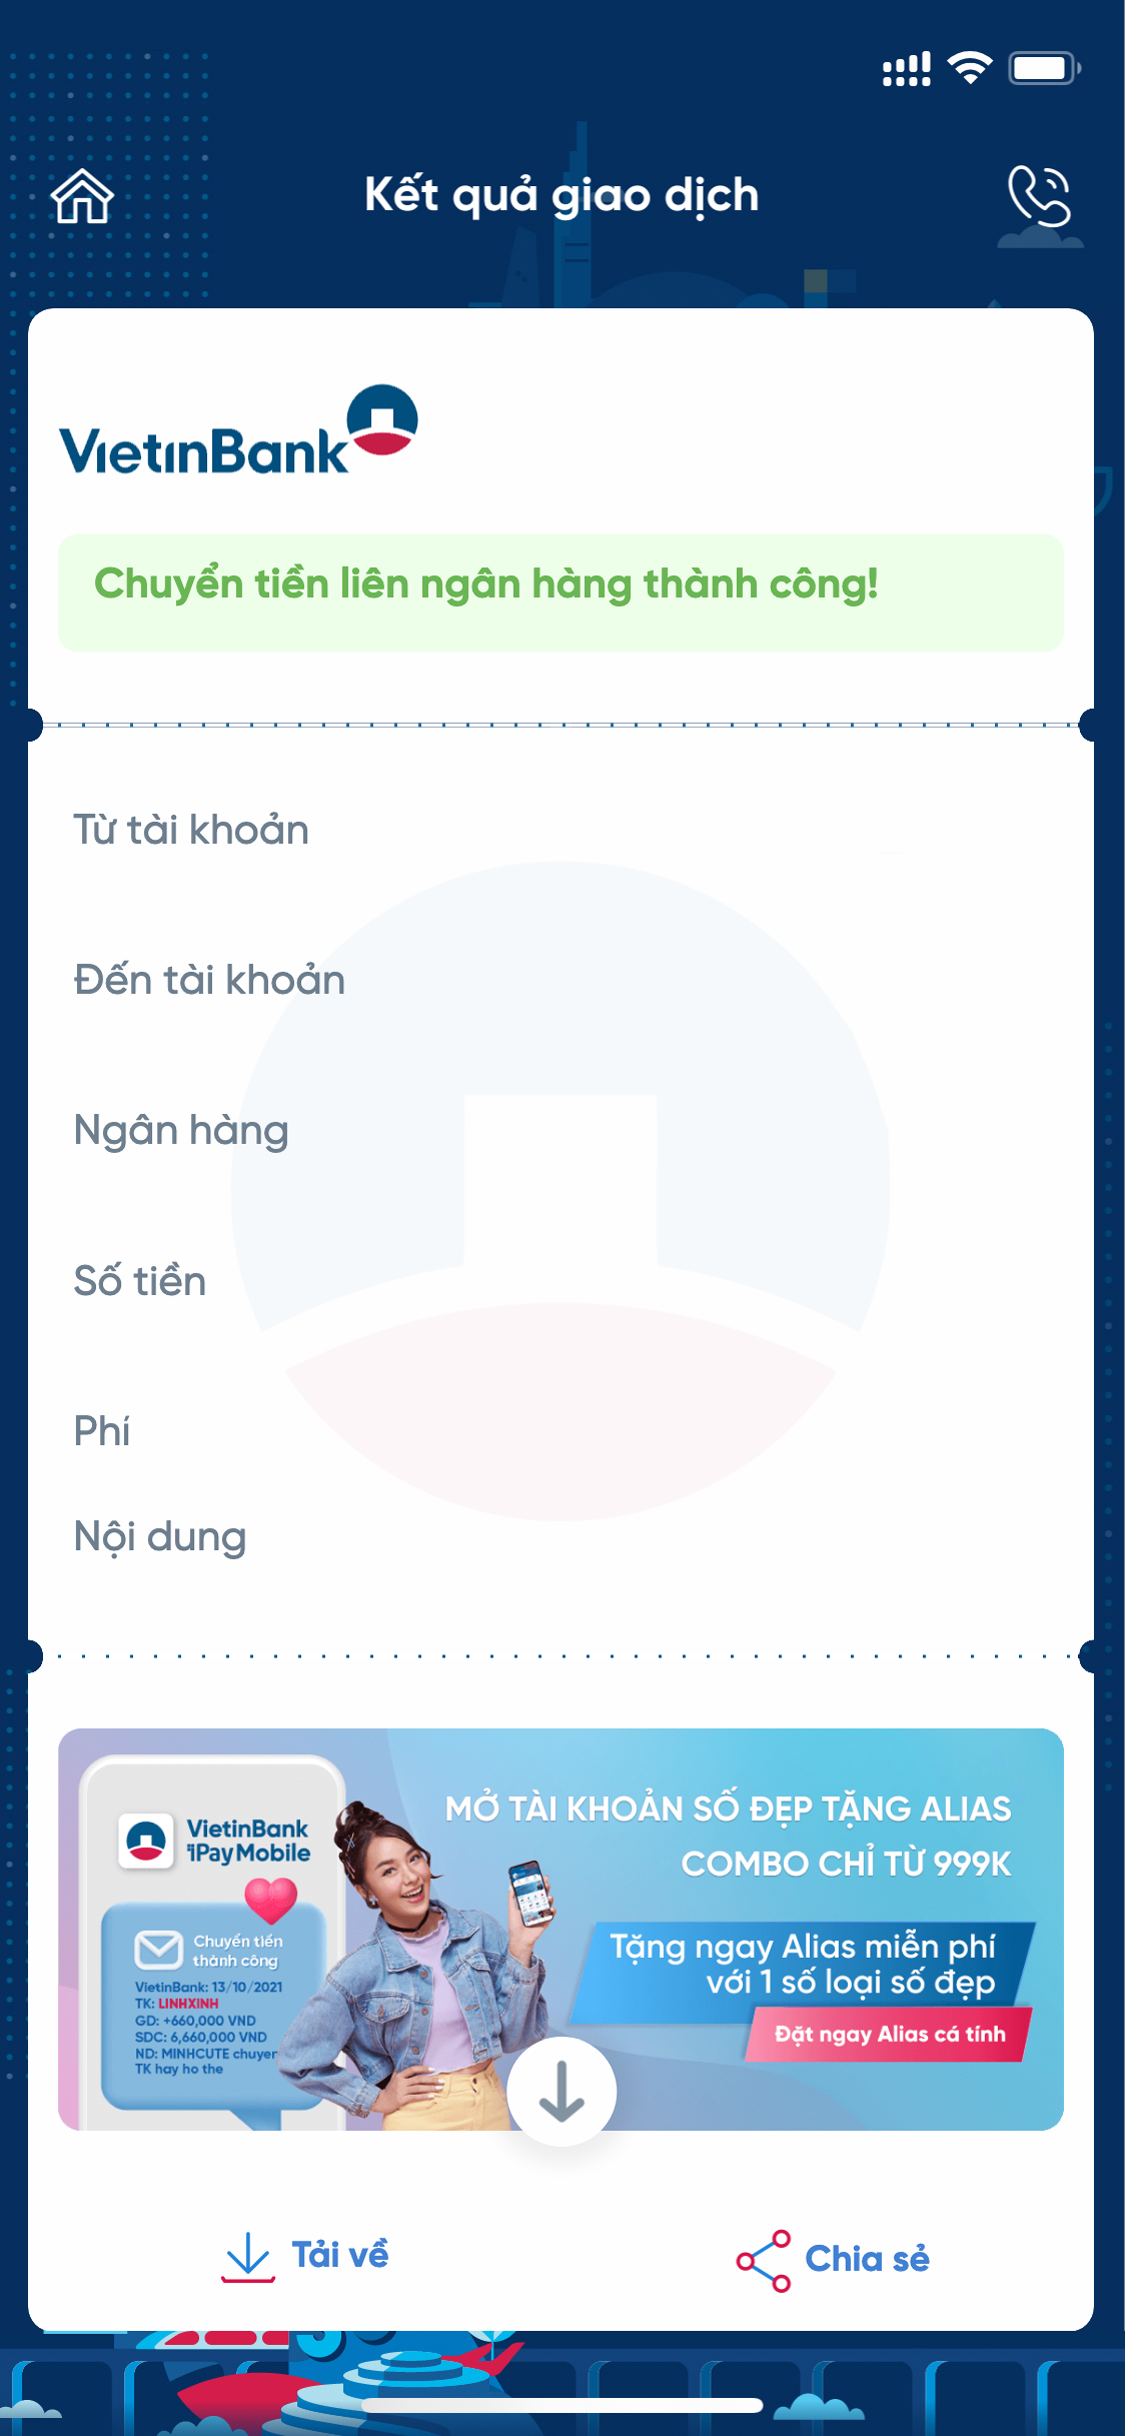 Kết quả giao dịch
VietinBank
Chuyển tiền liên ngân hàng thành công!
Từ tài khoản
Đến tài khoản
Ngân hàng
Số tiền
Phí
Nội dung
VietinBank
iPay Mobile
Chuyển tiền
thành công
VietinBank: 13/10/2021
TK: LINHXINH
GD: +660,000 VND
SDC: 6,660,000 VND
ND: MINHCUTE chuyen
TK hay ho the
MỞ TÀI KHOẢN SỐ ĐẸP TẶNG ALIAS
COMBO CHỈ TỪ 999K
Tặng ngay Alias miễn phí
với 1 số loại số đẹp
Đặt ngay Alias cá tính
Tải về
Chia sẻ